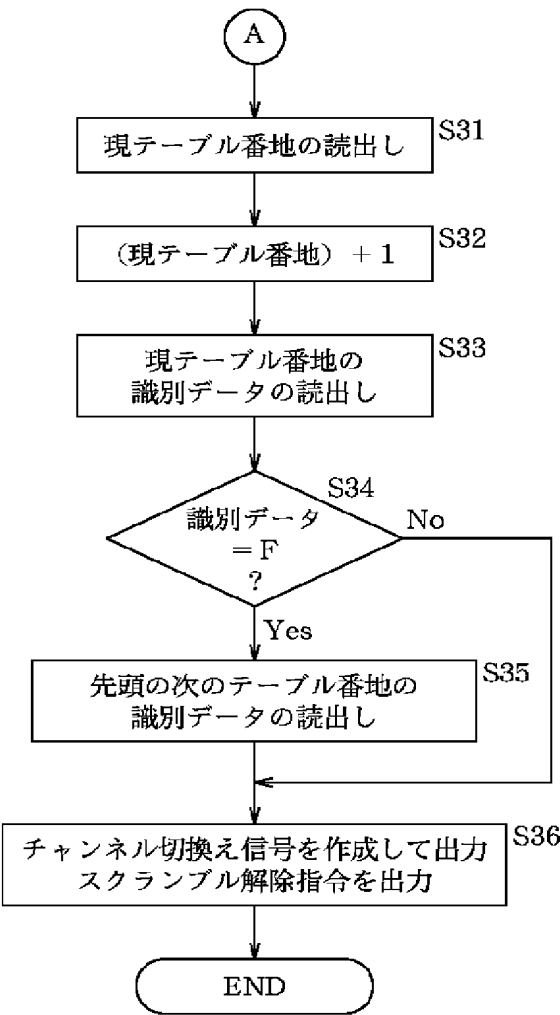 A
現テーブル番地の読出し
S31
(現テーブル番地) + 1
S32
現テーブル番地の
識別データの読出し
S33
識別データ
= F
?
S34
No
Yes
先頭の次のテーブル番地の
識別データの読出し
S35
チャンネル切換え信号を作成して出力
スクランブル解除指令を出力
S36
END